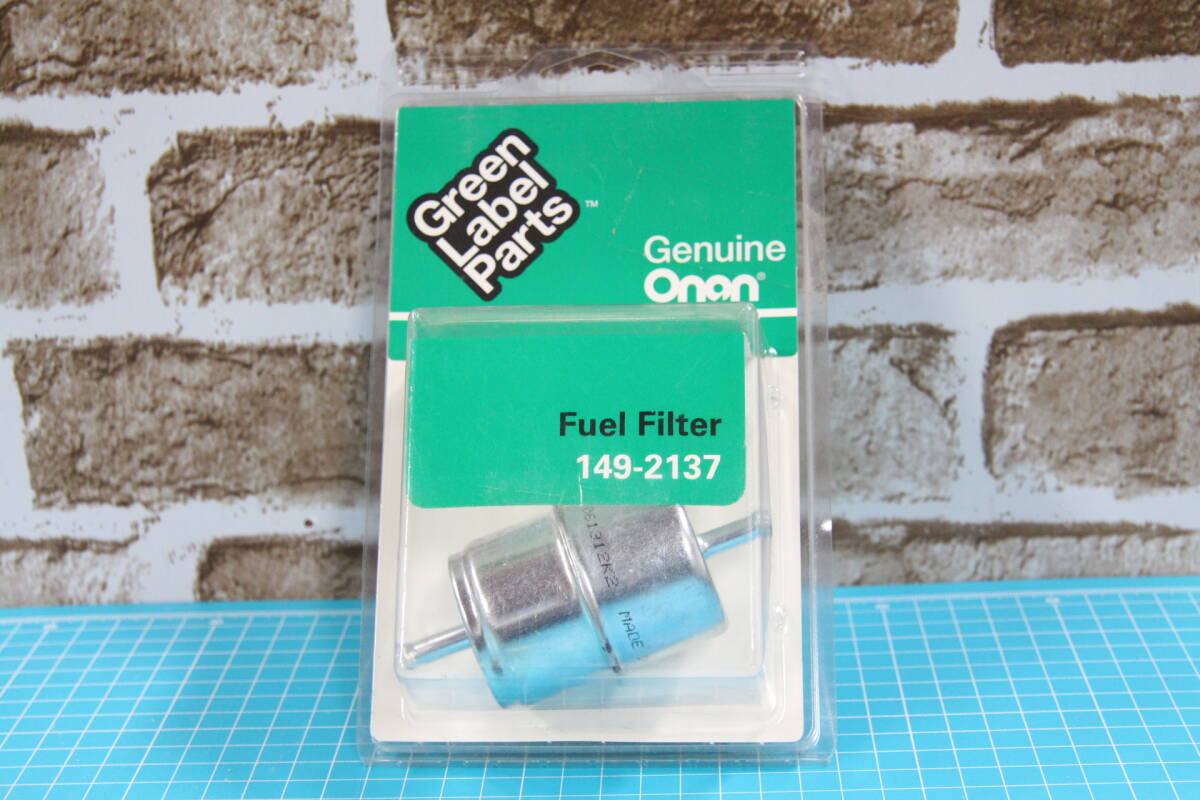 Green
Label
Parts
™
Genuine
Onan®
Fuel Filter
149-2137
MADE